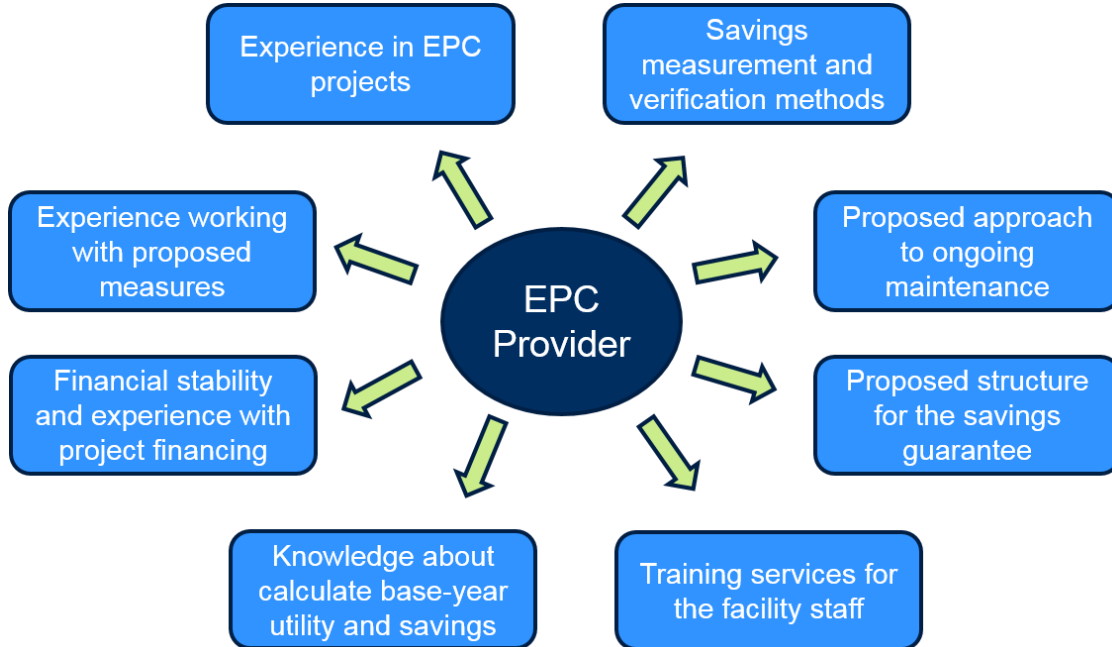 Experience in EPC
projects
Savings
measurement and
verification methods
Experience working
with proposed
measures
Proposed approach
to ongoing
maintenance
EPC
Provider
Financial stability
and experience with
project financing
Proposed structure
for the savings
guarantee
Knowledge about
calculate base-year
utility and savings
Training services for
the facility staff